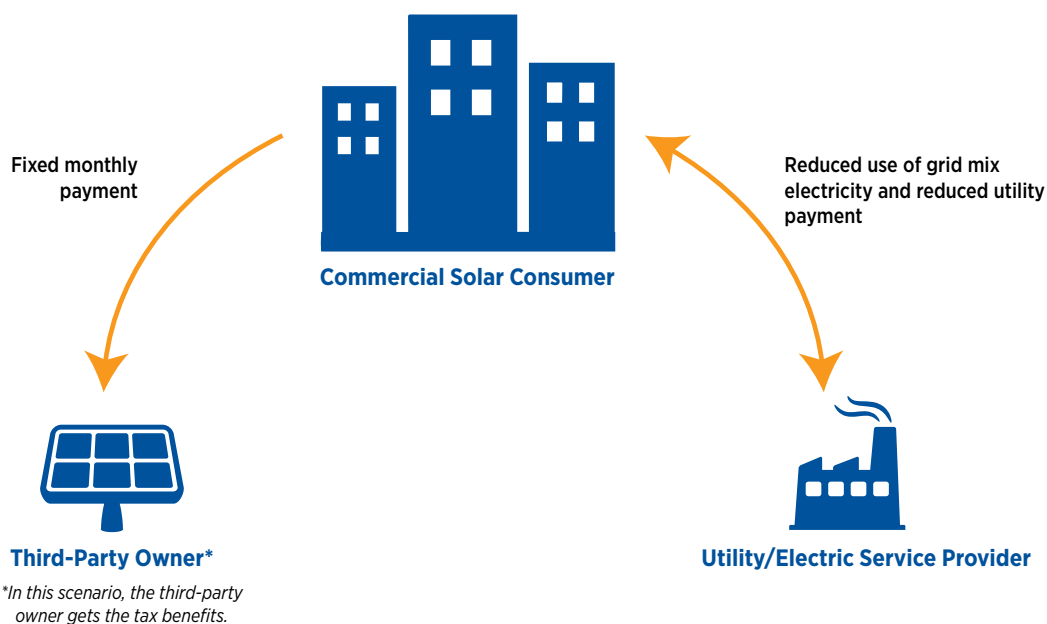 Fixed monthly
payment
Reduced use of grid mix
electricity and reduced utility
payment
Commercial Solar Consumer
Third-Party Owner*
*In this scenario, the third-party
owner gets the tax benefits.
Utility/Electric Service Provider